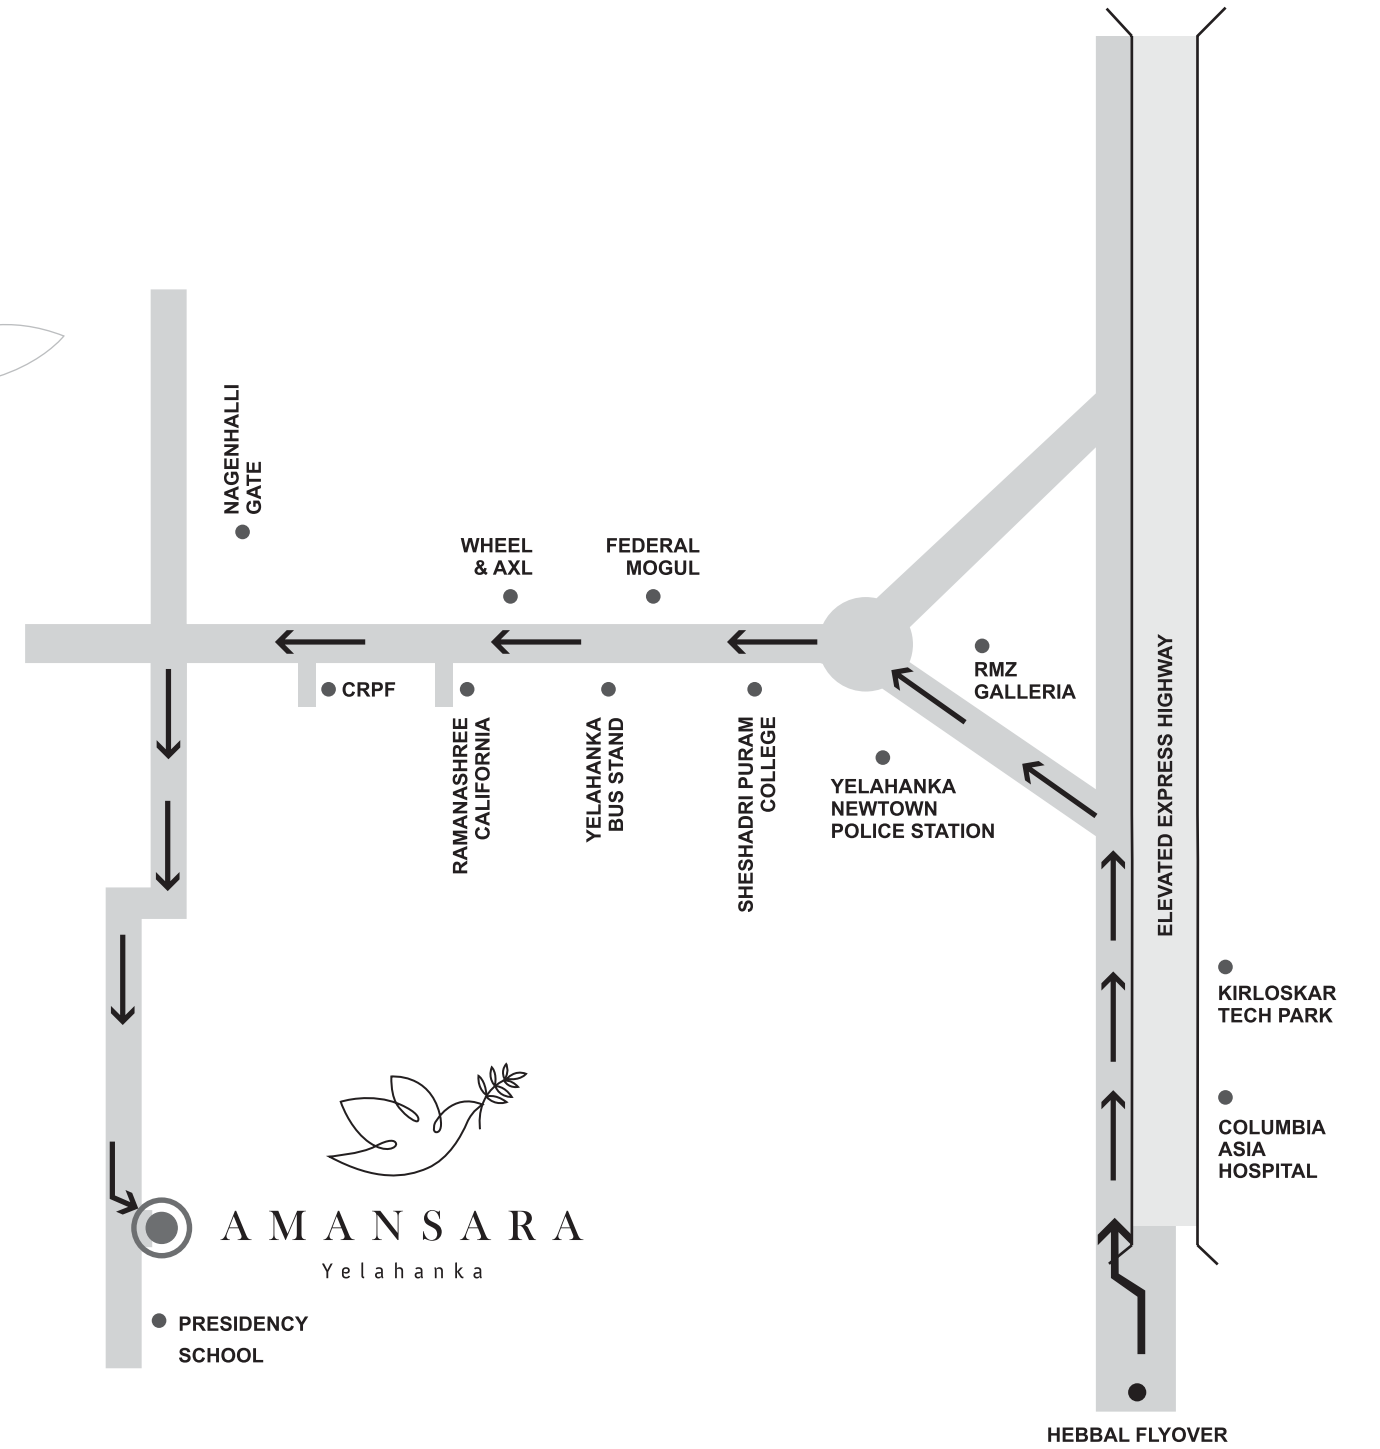 NAGENHALLI
GATE
WHEEL
& AXL
FEDERAL
MOGUL
CRPF
RAMANASHREE
CALIFORNIA
YELAHANKA
BUS STAND
SHESHADRI PURAM
COLLEGE
RMZ
GALLERIA
YELAHANKA
NEWTOWN
POLICE STATION
ELEVATED EXPRESS HIGHWAY
KIRLOSKAR
TECH PARK
COLUMBIA
ASIA
HOSPITAL
AMANSARA
Yelahanka
PRESIDENCY
SCHOOL
HEBBAL FLYOVER